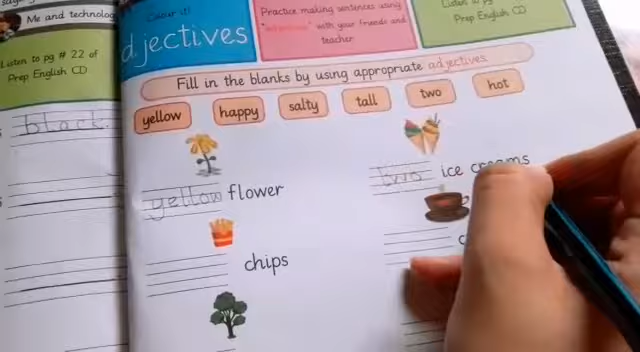 Me and technolog
Listen to pg # 22 of
Prep English CD
black
Colour it!
djectives
Practice making sentences using
"adjectives" with your friends and
teacher
Listen to pg
Prep English CD
Fill in the blanks by using appropriate adjectives.
yellow happy salty tall two hot
yellow flower
two ice creams
chips